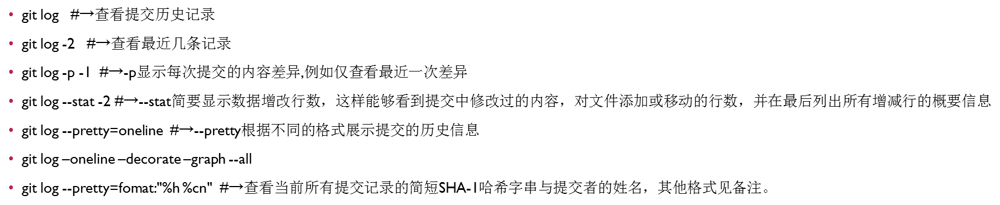 • git log #→查看提交历史记录
• git log -2 #→查看最近几条记录
• git log -p -1 #→-p显示每次提交的内容差异,例如仅查看最近一次差异
• git log --stat -2 #→--stat简要显示数据增改行数，这样能够看到提交中修改过的内容，对文件添加或移动的行数，并在最后列出所有增减行的概要信息
• git log --pretty=oneline #→--pretty根据不同的格式展示提交的历史信息
• git log –oneline –decorate –graph --all
• git log --pretty=fomat:"%h %cn" #→查看当前所有提交记录的简短SHA-1哈希字串与提交者的姓名，其他格式见备注。